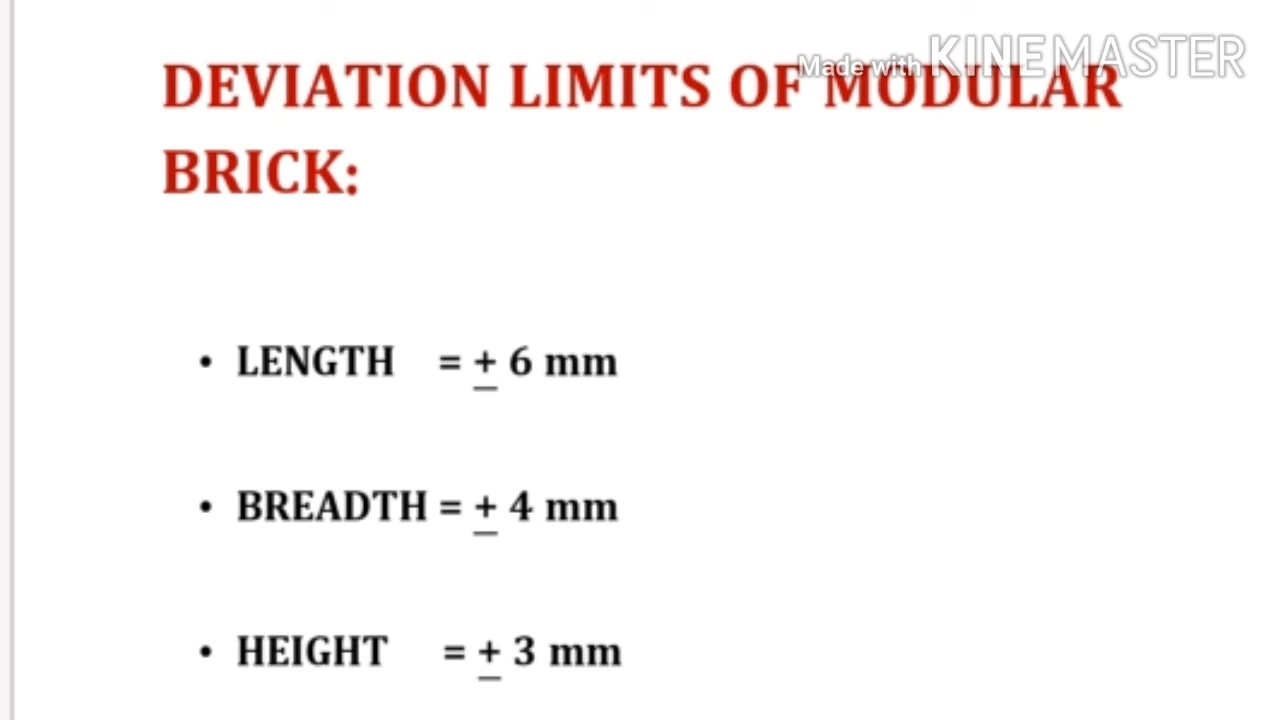 Made with KINEMASTER
DEVIATION LIMITS OF MODULAR
BRICK:
• LENGTH = ± 6 mm
• BREADTH = ± 4 mm
• HEIGHT = ± 3 mm